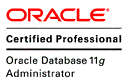 ORACLE®
Certified Professional
Oracle Database 11g
Administrator